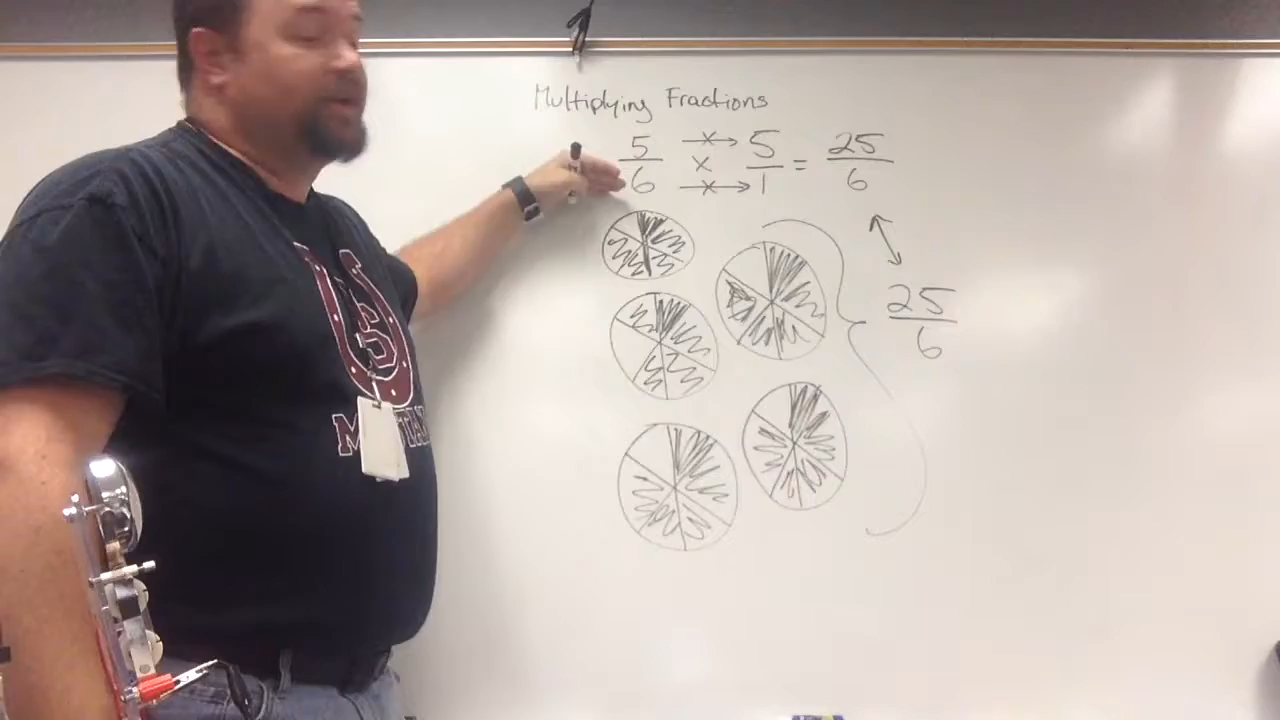 Multiplying Fractions
5/6 × 5/1 = 25/6
× ×
25/6
S